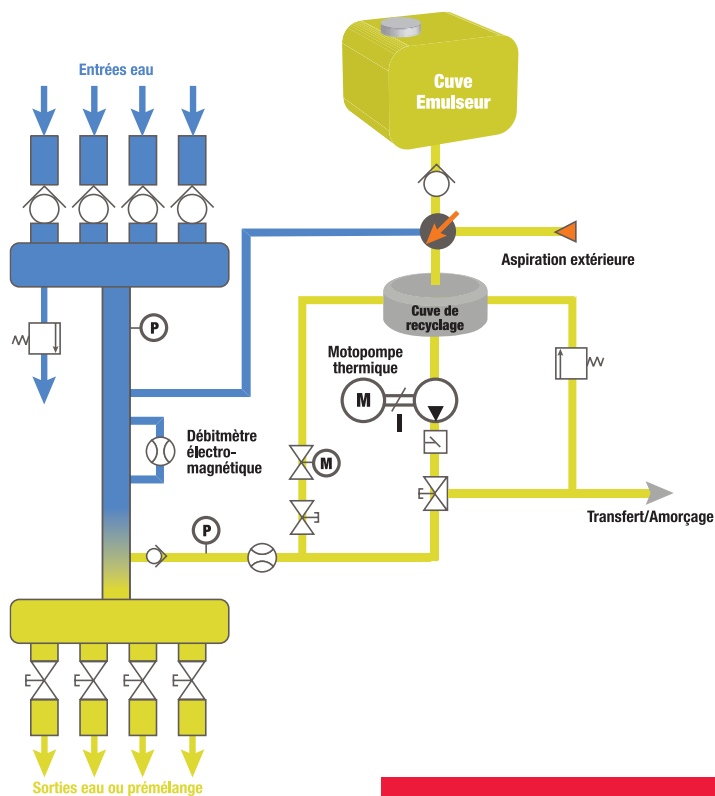 Entrées eau
Cuve
Emulseur
Aspiration extérieure
Cuve de
recyclage
P
Motopompe
thermique
M
Débitmètre
électro-
magnétique
M
P
Transfert/Amorçage
Sorties eau ou prémélange